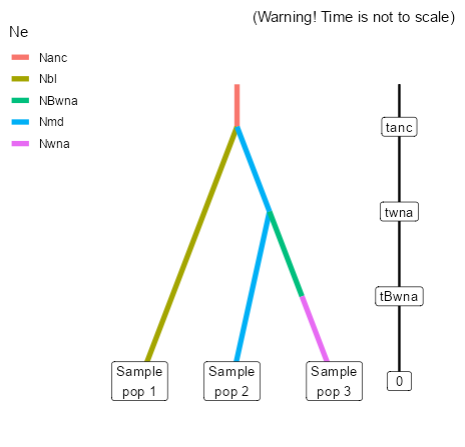 (Warning! Time is not to scale)
Ne
Nanc
Nbl
NBwna
Nmd
Nwna
tanc
twna
tBwna
Sample
pop 1
Sample
pop 2
Sample
pop 3
0